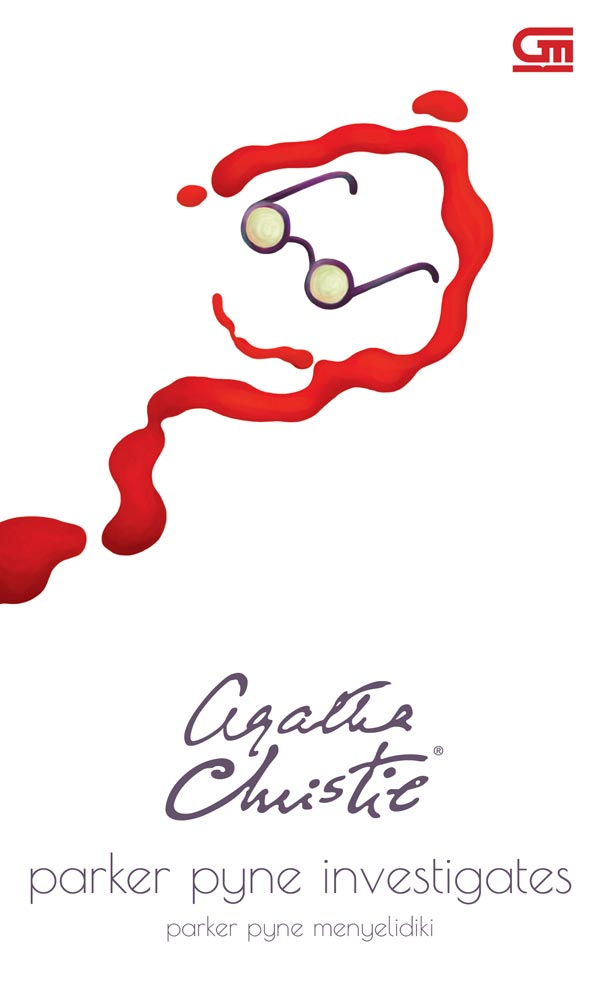 GM
Agatha
Christie®
parker pyne investigates
parker pyne menyelidiki